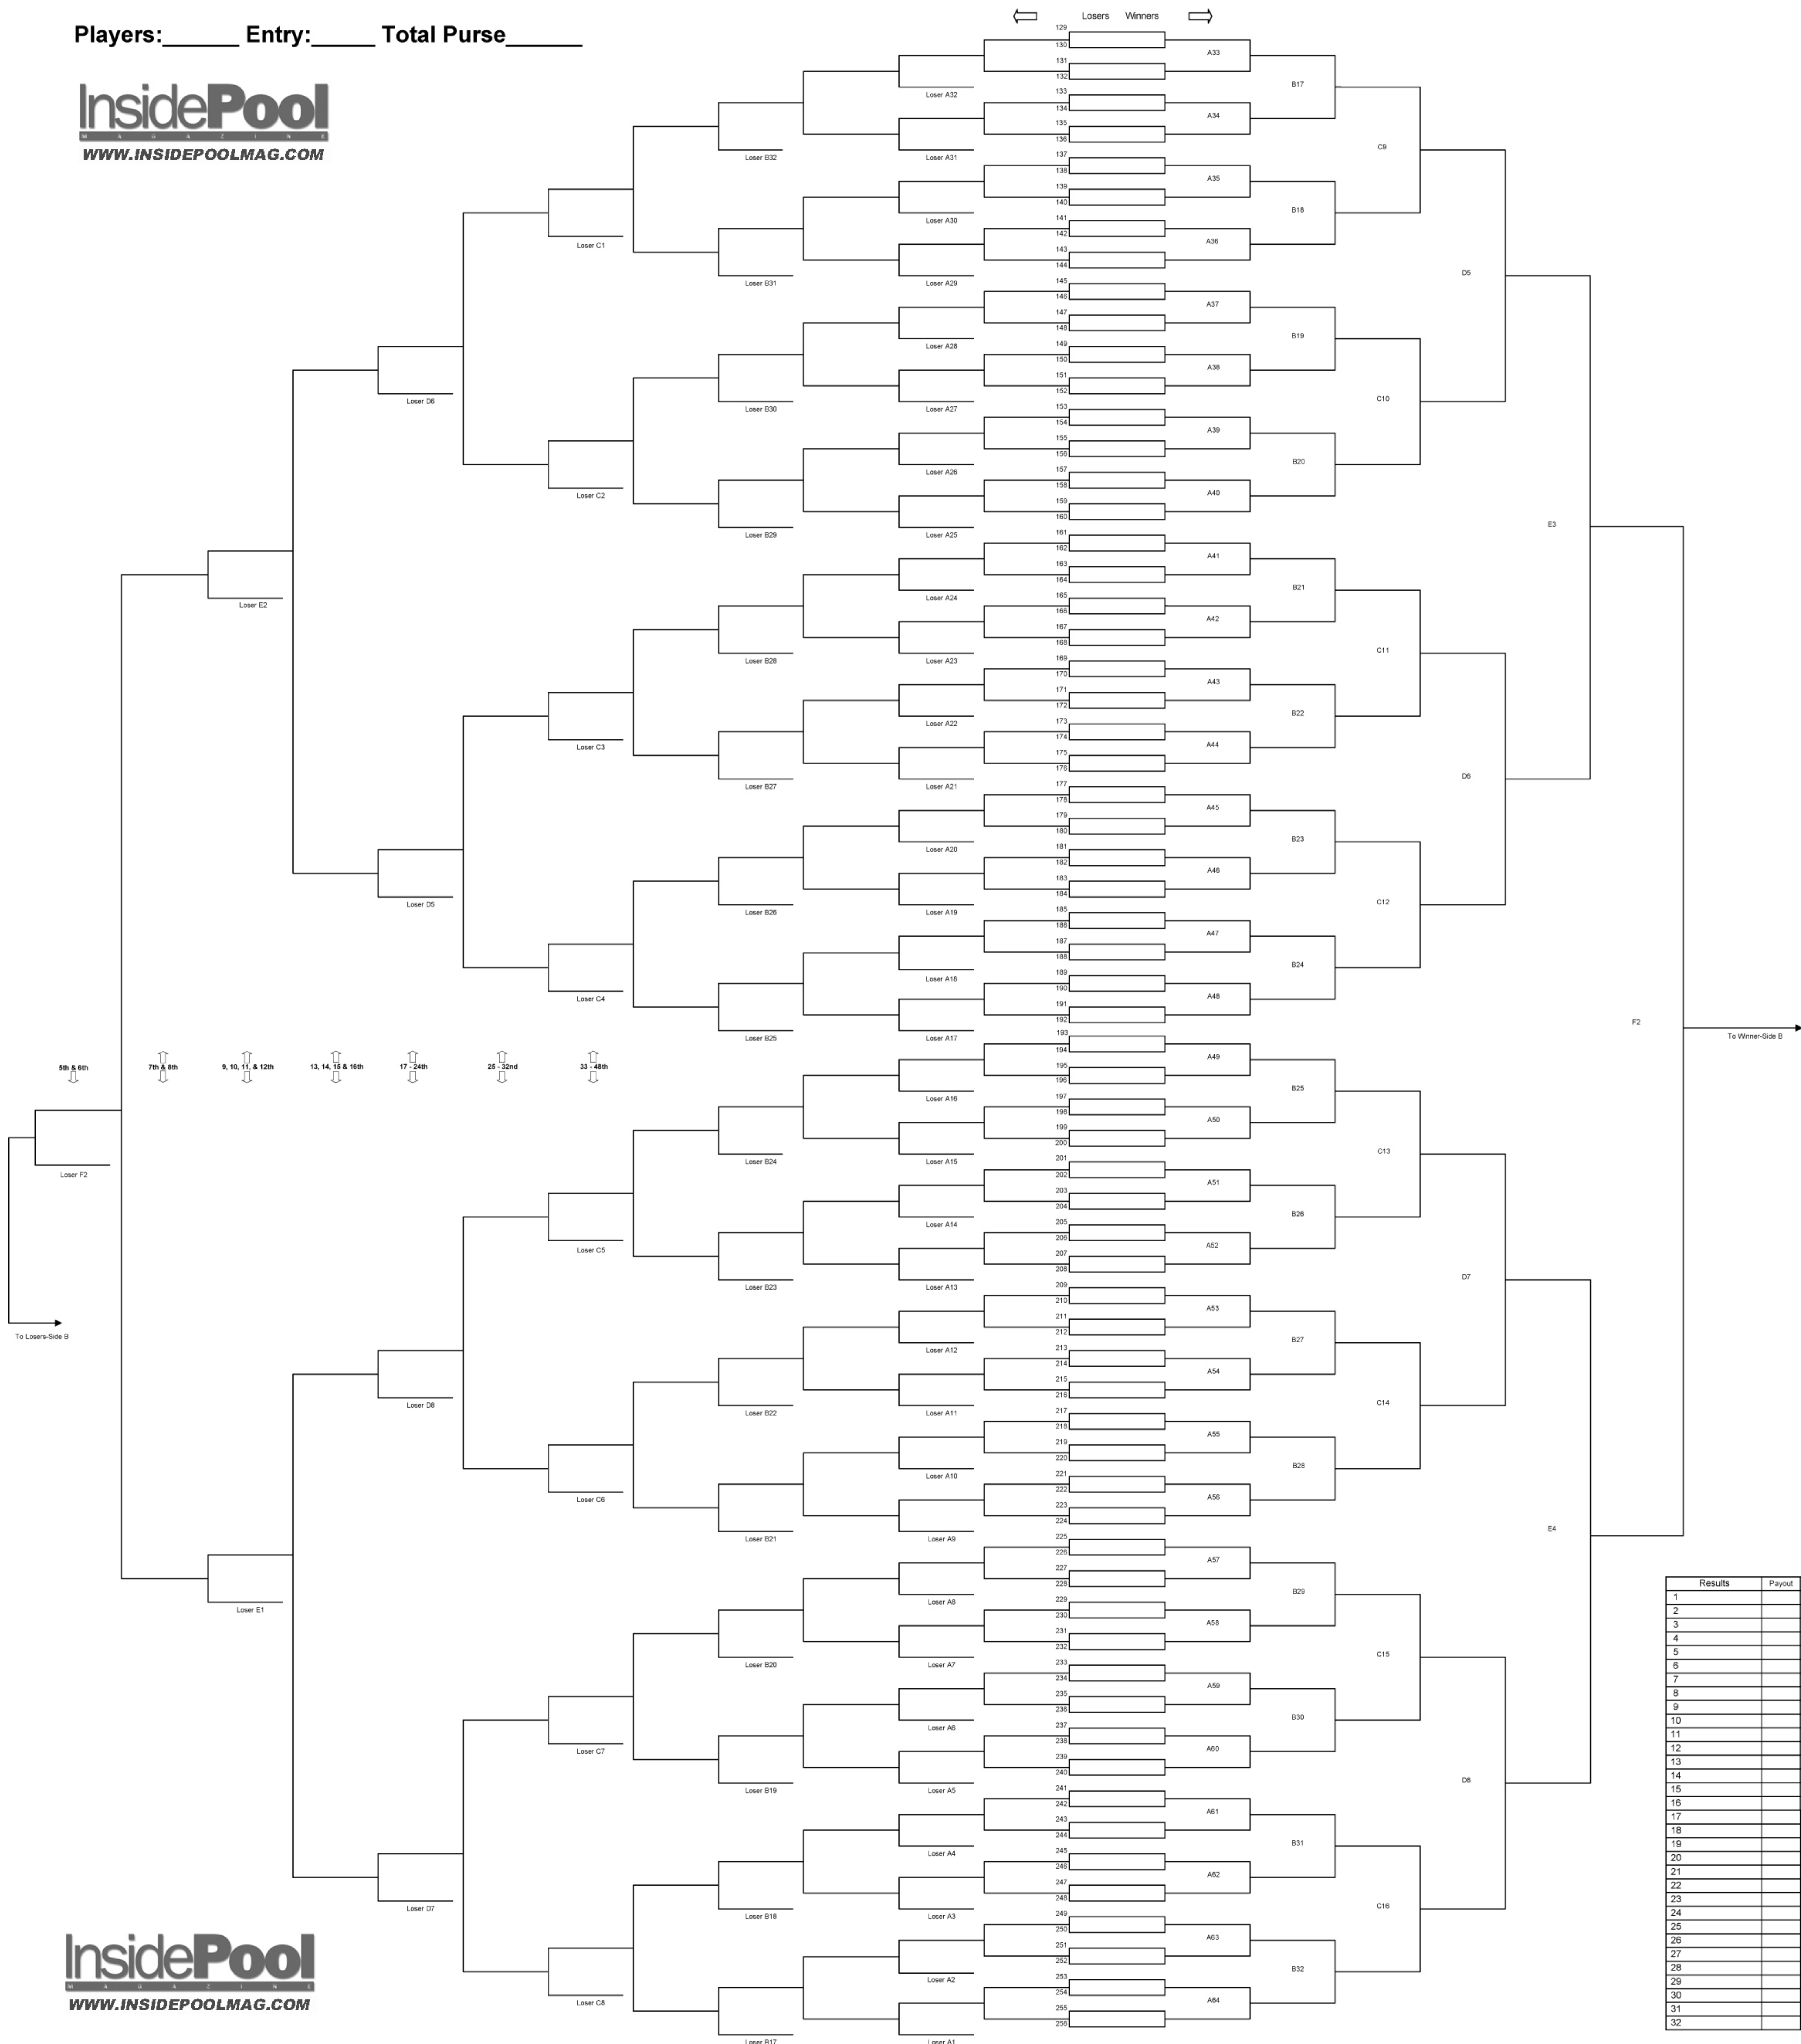 Losers Winners
Players:______ Entry:_____ Total Purse______
InsidePool
MAGAZINE
WWW.INSIDEPOOLMAG.COM
129
130
131
132
133
134
135
136
137
138
139
140
141
142
143
144
145
146
147
148
149
150
151
152
153
154
155
156
157
158
159
160
161
162
163
164
165
166
167
168
169
170
171
172
173
174
175
176
177
178
179
180
181
182
183
184
185
186
187
188
189
190
191
192
193
194
195
196
197
198
199
200
201
202
203
204
205
206
207
208
209
210
211
212
213
214
215
216
217
218
219
220
221
222
223
224
225
226
227
228
229
230
231
232
233
234
235
236
237
238
239
240
241
242
243
244
245
246
247
248
249
250
251
252
253
254
255
256
A33
A34
A35
A36
A37
A38
A39
A40
A41
A42
A43
A44
A45
A46
A47
A48
A49
A50
A51
A52
A53
A54
A55
A56
A57
A58
A59
A60
A61
A62
A63
A64
B17
B18
B19
B20
B21
B22
B23
B24
B25
B26
B27
B28
B29
B30
B31
B32
C9
C10
C11
C12
C13
C14
C15
C16
D5
D6
D7
D8
E3
E4
F2
To Winner-Side B
Loser A32
Loser A31
Loser A30
Loser A29
Loser A28
Loser A27
Loser A26
Loser A25
Loser A24
Loser A23
Loser A22
Loser A21
Loser A20
Loser A19
Loser A18
Loser A17
Loser A16
Loser A15
Loser A14
Loser A13
Loser A12
Loser A11
Loser A10
Loser A9
Loser A8
Loser A7
Loser A6
Loser A5
Loser A4
Loser A3
Loser A2
Loser A1
Loser B32
Loser B31
Loser B30
Loser B29
Loser B28
Loser B27
Loser B26
Loser B25
Loser B24
Loser B23
Loser B22
Loser B21
Loser B20
Loser B19
Loser B18
Loser B17
Loser C1
Loser C2
Loser C3
Loser C4
Loser C5
Loser C6
Loser C7
Loser C8
Loser D6
Loser D5
Loser D8
Loser D7
Loser E2
Loser E1
5th & 6th 7th & 8th 9, 10, 11, & 12th 13, 14, 15 & 16th 17 - 24th 25 - 32nd 33 - 48th
Loser F2
To Losers-Side B
Results Payout
1
2
3
4
5
6
7
8
9
10
11
12
13
14
15
16
17
18
19
20
21
22
23
24
25
26
27
28
29
30
31
32
InsidePool
MAGAZINE
WWW.INSIDEPOOLMAG.COM